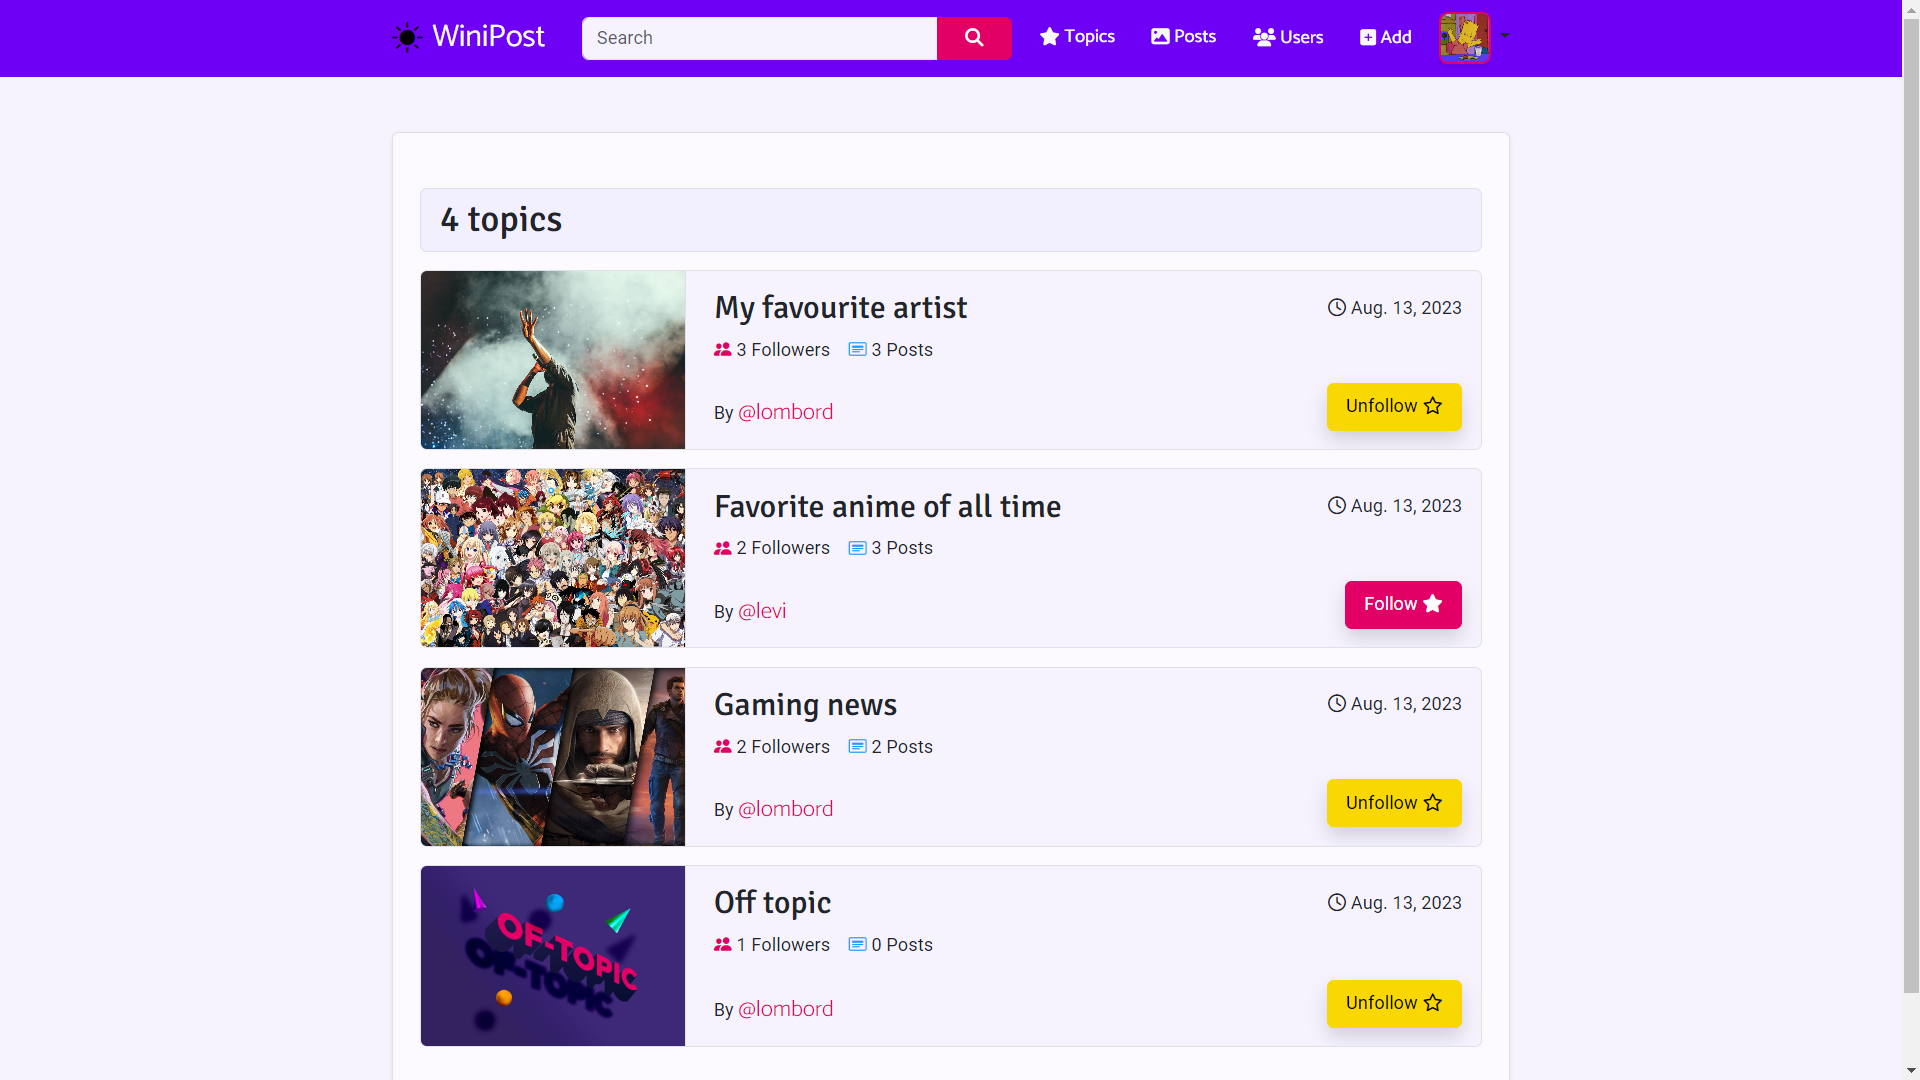 WiniPost
Search
Topics
Posts
Users
Add
4 topics
My favourite artist
Aug. 13, 2023
3 Followers 3 Posts
By @lombord
Unfollow
Favorite anime of all time
Aug. 13, 2023
2 Followers 3 Posts
By @levi
Follow
Gaming news
Aug. 13, 2023
2 Followers 2 Posts
By @lombord
Unfollow
OF-TOPIC
OF-TOPIC
Off topic
Aug. 13, 2023
1 Followers 0 Posts
By @lombord
Unfollow